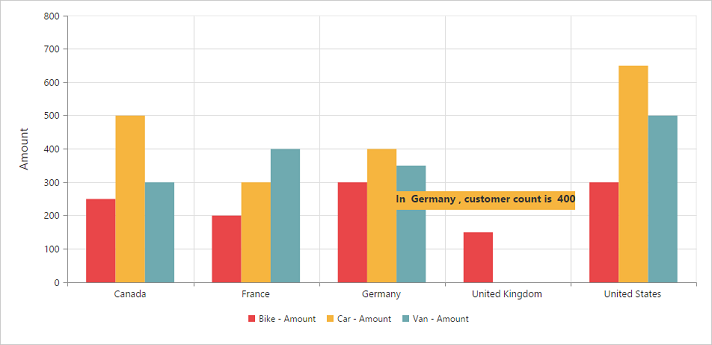 800
700
600
500
400
300
200
100
0
Amount
In Germany , customer count is 400
Canada France Germany United Kingdom United States
Bike - Amount Car - Amount Van - Amount